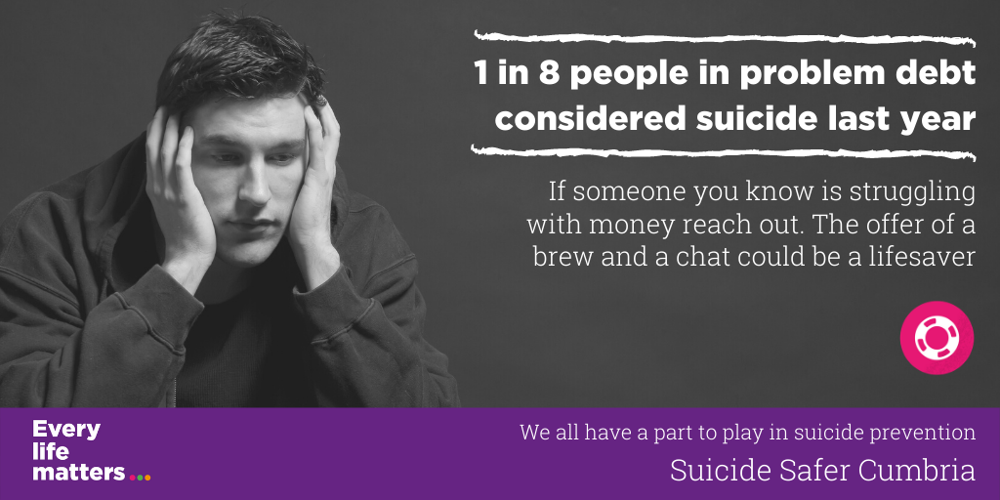 1 in 8 people in problem debt
considered suicide last year
If someone you know is struggling
with money reach out. The offer of a
brew and a chat could be a lifesaver
Every
life
matters...
We all have a part to play in suicide prevention
Suicide Safer Cumbria